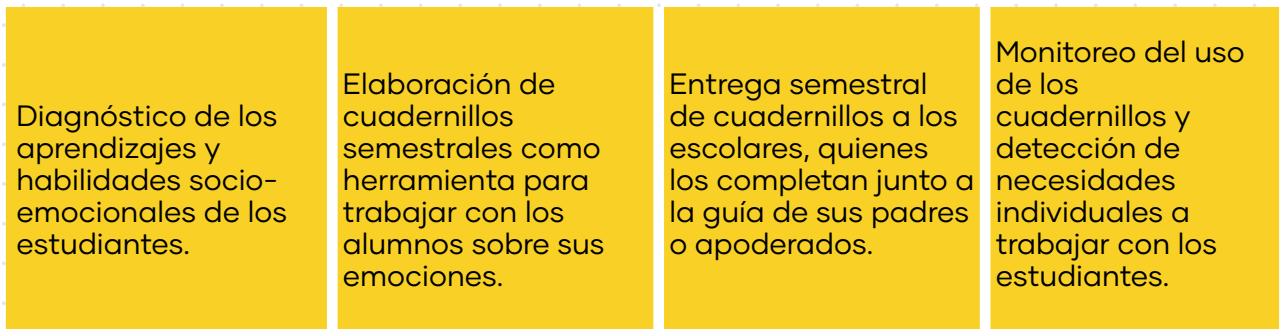 Diagnóstico de los
aprendizajes y
habilidades socio-
emocionales de los
estudiantes.
Elaboración de
cuadernillos
semestrales como
herramienta para
trabajar con los
alumnos sobre sus
emociones.
Entrega semestral
de cuadernillos a los
escolares, quienes
los completan junto a
la guía de sus padres
o apoderados.
Monitoreo del uso
de los
cuadernillos y
detección de
necesidades
individuales a
trabajar con los
estudiantes.